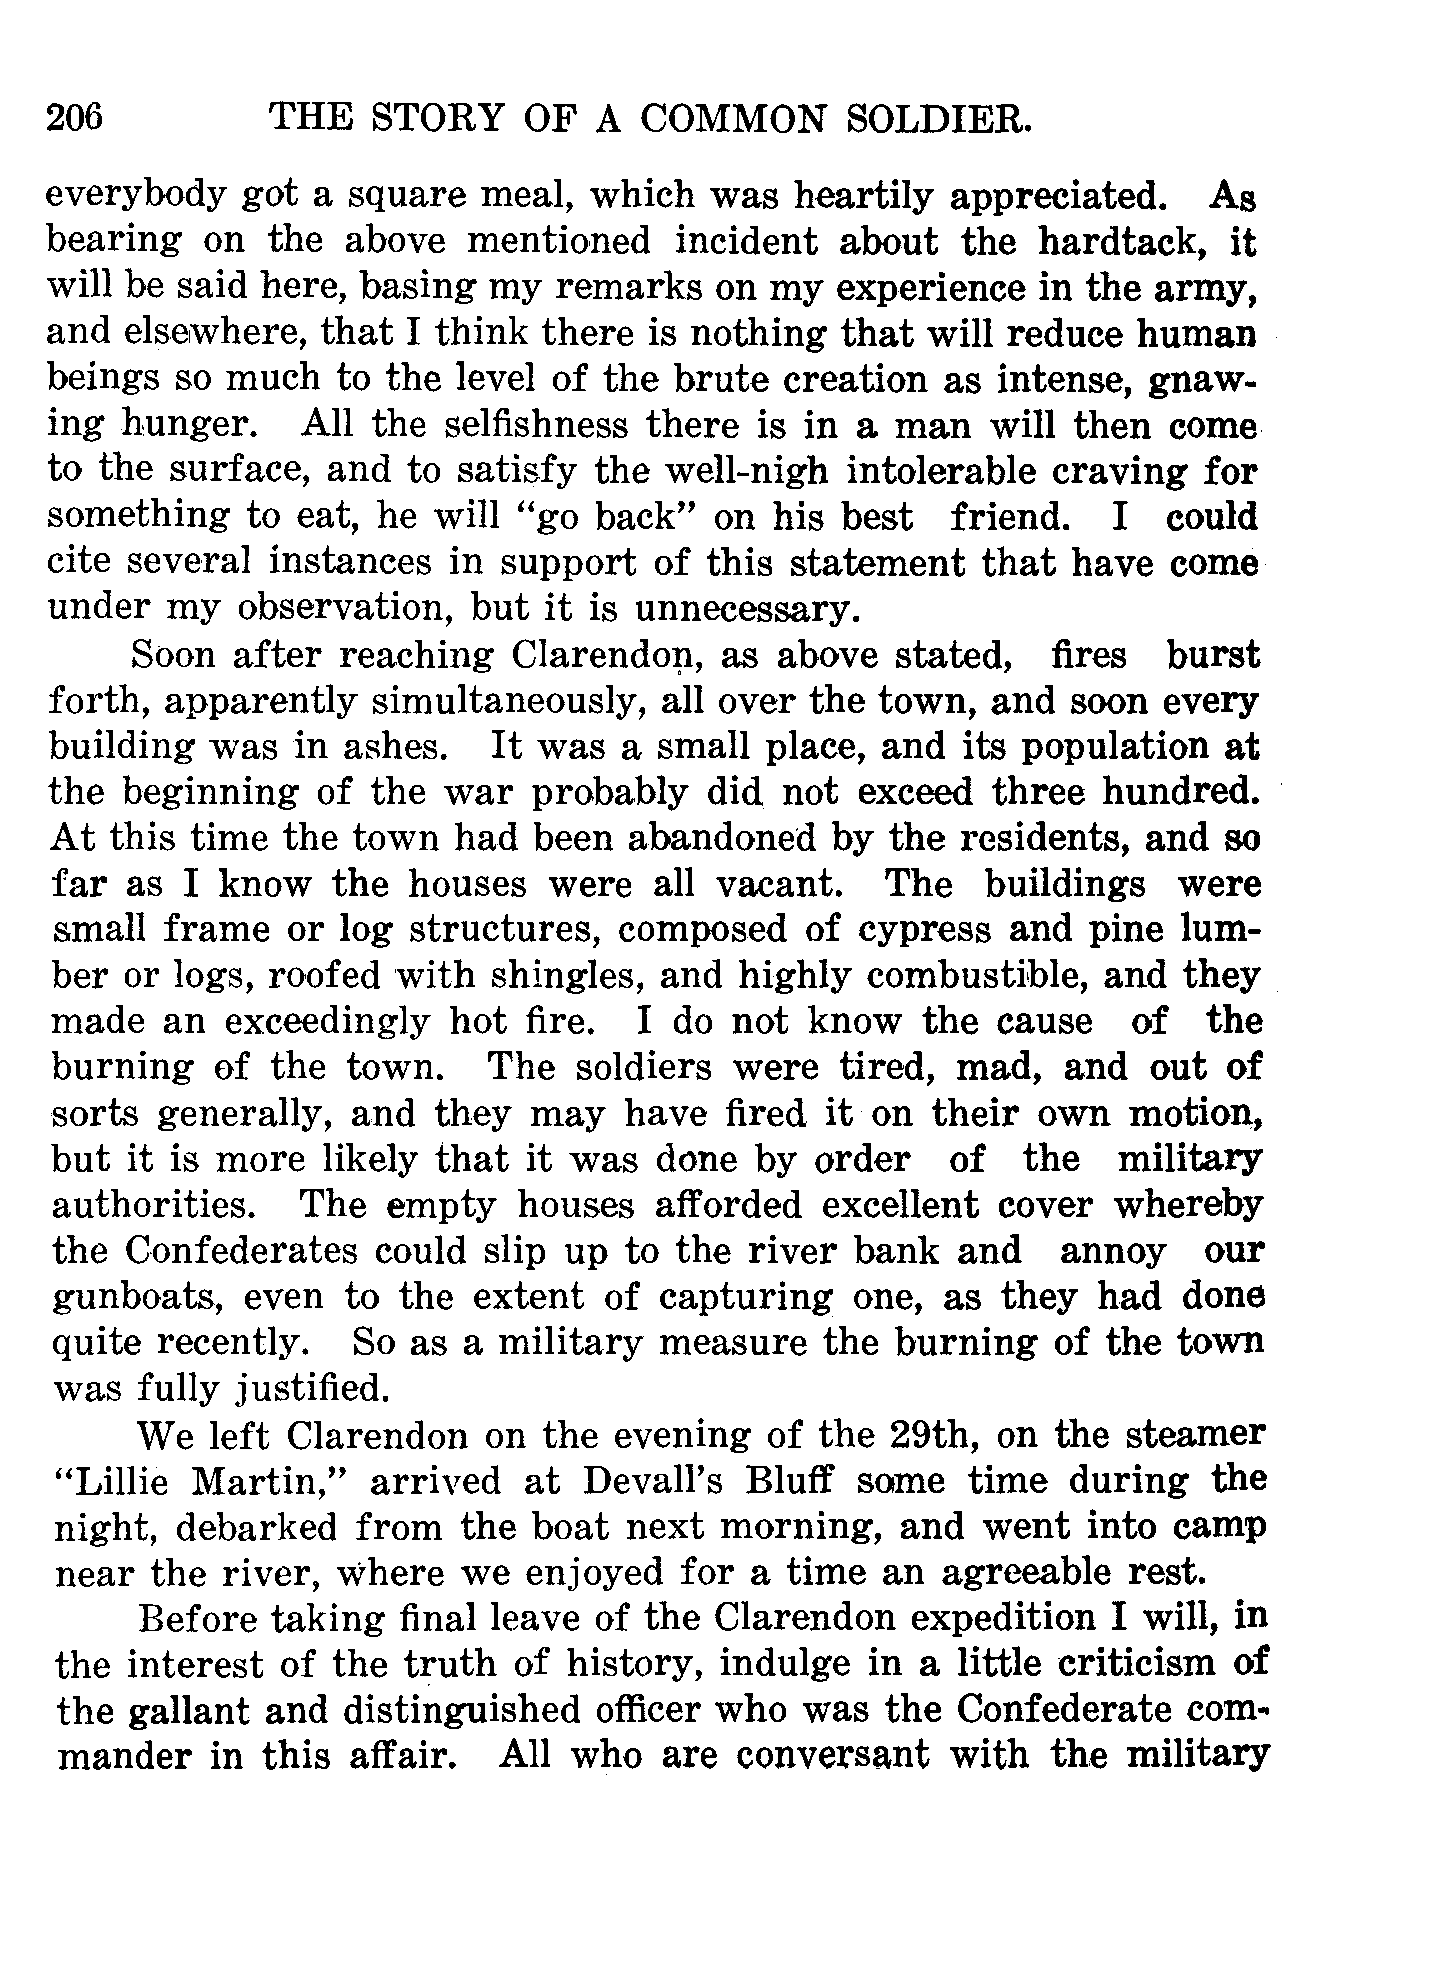 206 THE STORY OF A COMMON SOLDIER.
everybody got a square meal, which was heartily appreciated. As
bearing on the above mentioned incident about the hardtack, it
will be said here, basing my remarks on my experience in the army,
and elsewhere, that I think there is nothing that will reduce human
beings so much to the level of the brute creation as intense, gnaw-
ing hunger. All the selfishness there is in a man will then come
to the surface, and to satisfy the well-nigh intolerable craving for
something to eat, he will “go back” on his best friend. I could
cite several instances in support of this statement that have come
under my observation, but it is unnecessary.
Soon after reaching Clarendon, as above stated, fires burst
forth, apparently simultaneously, all over the town, and soon every
building was in ashes. It was a small place, and its population at
the beginning of the war probably did not exceed three hundred.
At this time the town had been abandoned by the residents, and so
far as I know the houses were all vacant. The buildings were
small frame or log structures, composed of cypress and pine lum-
ber or logs, roofed with shingles, and highly combustible, and they
made an exceedingly hot fire. I do not know the cause of the
burning of the town. The soldiers were tired, mad, and out of
sorts generally, and they may have fired it on their own motion,
but it is more likely that it was done by order of the military
authorities. The empty houses afforded excellent cover whereby
the Confederates could slip up to the river bank and annoy our
gunboats, even to the extent of capturing one, as they had done
quite recently. So as a military measure the burning of the town
was fully justified.
We left Clarendon on the evening of the 29th, on the steamer
“Lillie Martin,” arrived at Devall’s Bluff some time during the
night, debarked from the boat next morning, and went into camp
near the river, where we enjoyed for a time an agreeable rest.
Before taking final leave of the Clarendon expedition I will, in
the interest of the truth of history, indulge in a little criticism of
the gallant and distinguished officer who was the Confederate com-
mander in this affair. All who are conversant with the military